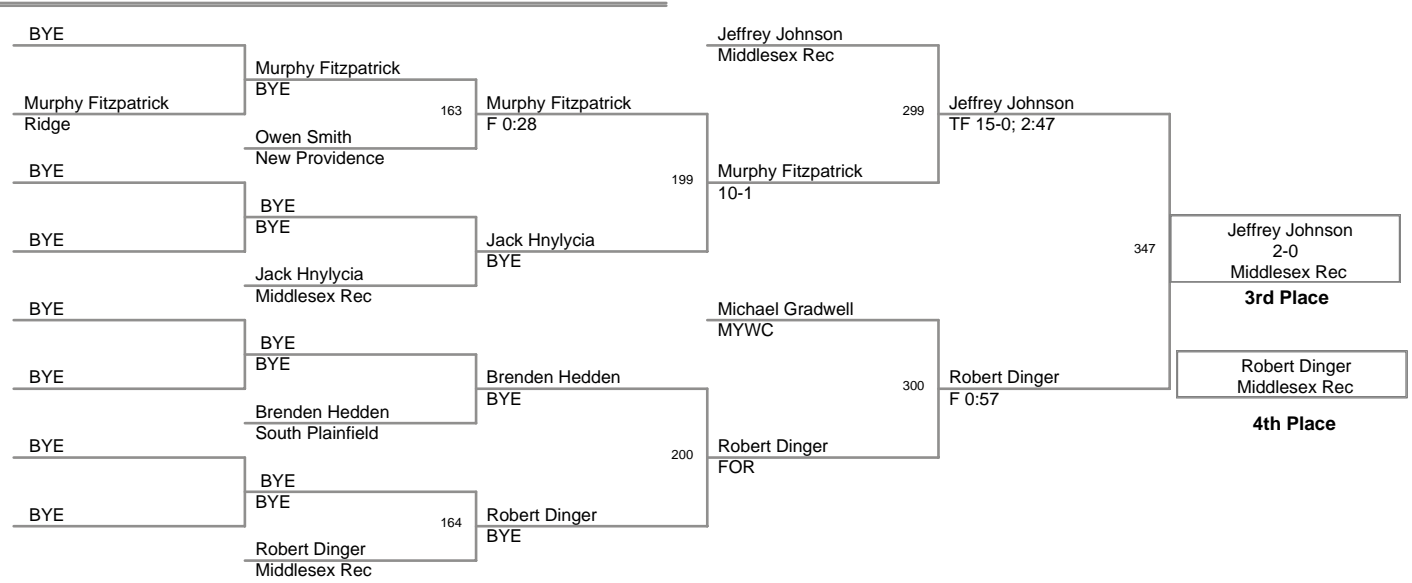 BYE
Murphy Fitzpatrick
Ridge
BYE
BYE
BYE
BYE
BYE
BYE
Murphy Fitzpatrick
BYE
163
Owen Smith
New Providence
BYE
BYE
Jack Hnylycia
Middlesex Rec
BYE
BYE
Brenden Hedden
South Plainfield
BYE
BYE
164
Robert Dinger
Middlesex Rec
Murphy Fitzpatrick
F 0:28
199
Jack Hnylycia
BYE
Brenden Hedden
BYE
200
Robert Dinger
BYE
Jeffrey Johnson
Middlesex Rec
299
Murphy Fitzpatrick
10-1
Michael Gradwell
MYWC
300
Robert Dinger
FOR
Jeffrey Johnson
TF 15-0; 2:47
347
Robert Dinger
F 0:57
Jeffrey Johnson
2-0
Middlesex Rec
3rd Place
Robert Dinger
Middlesex Rec
4th Place